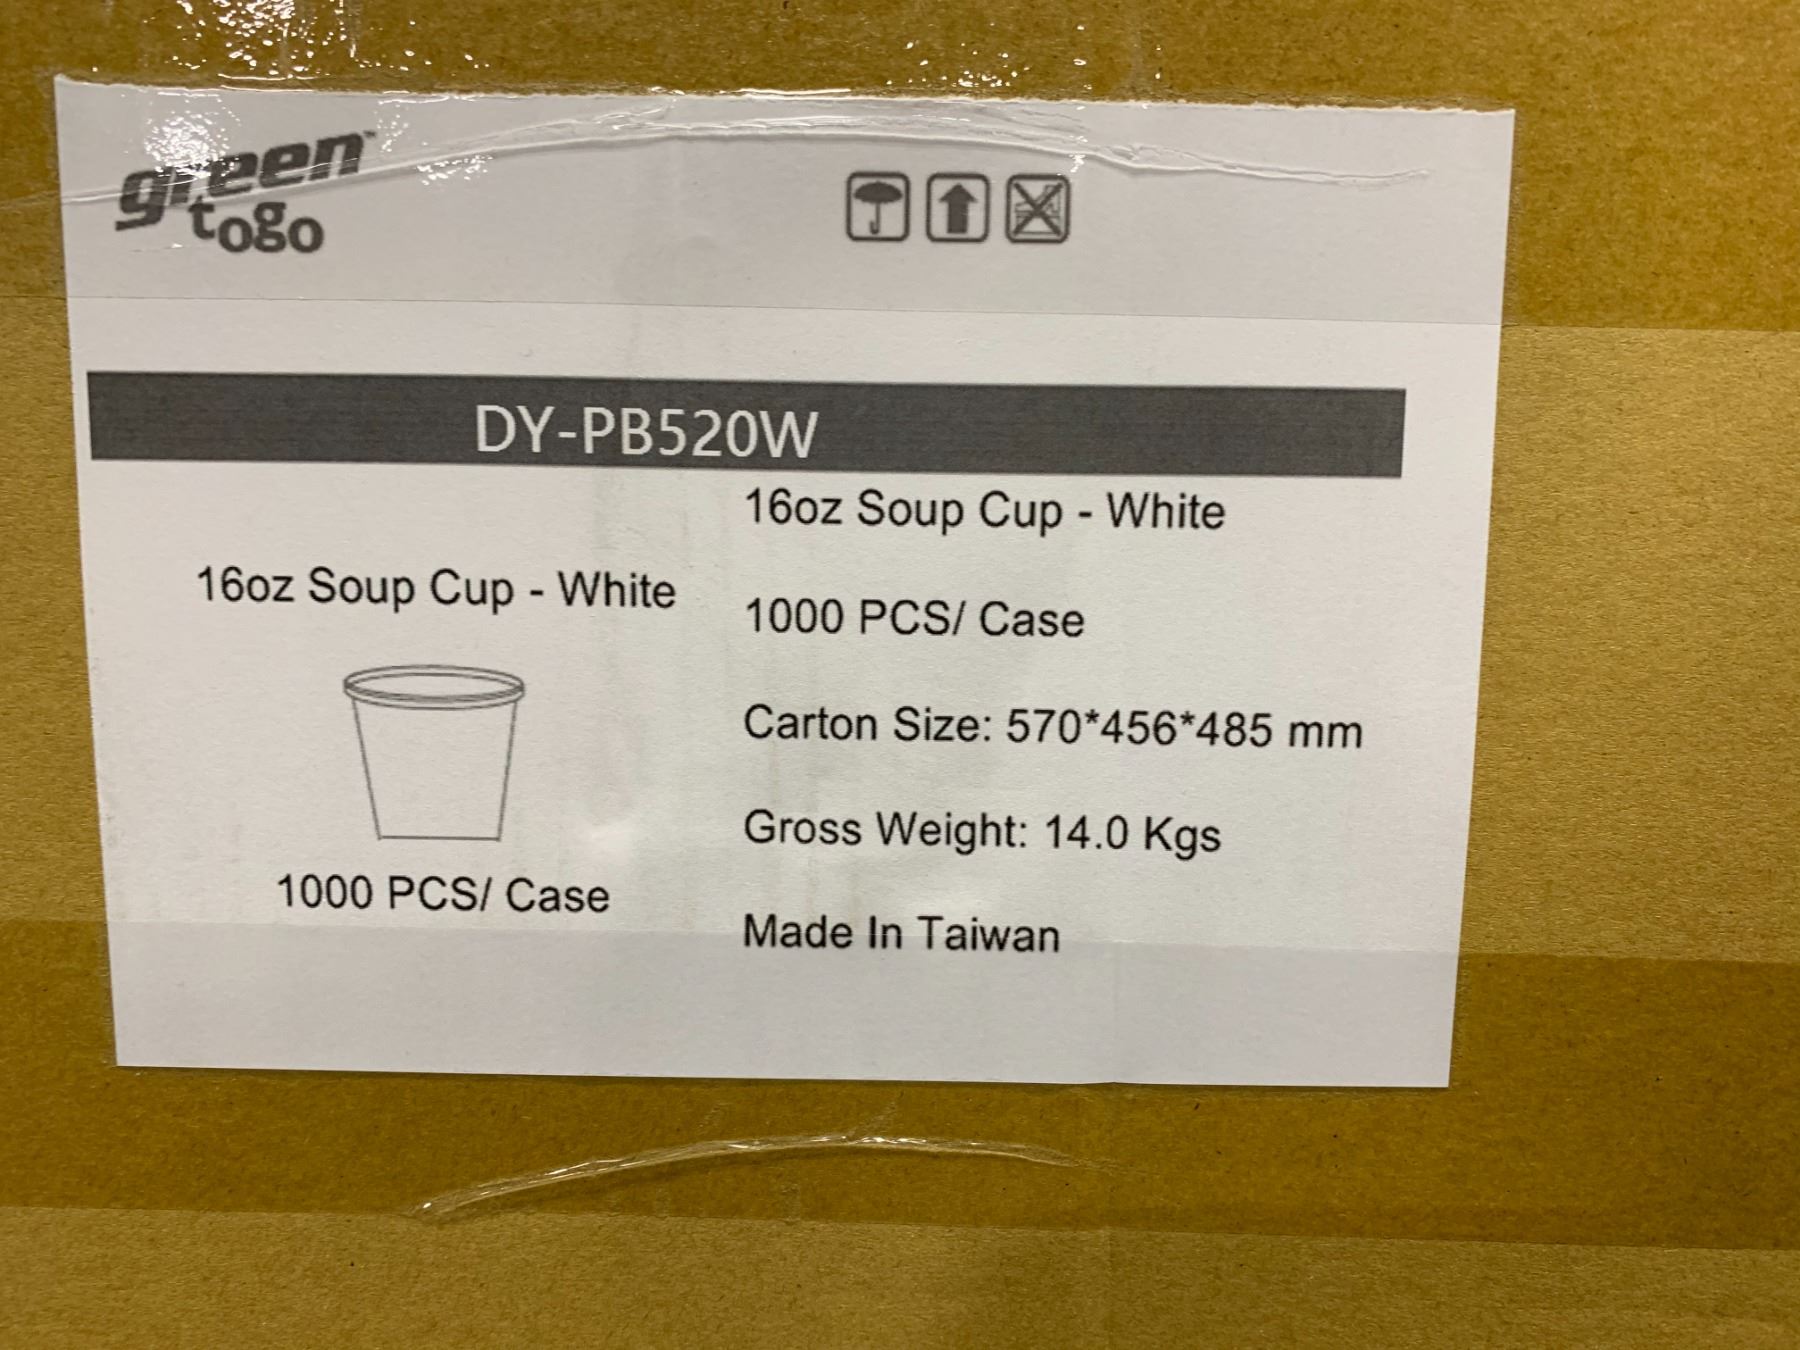 green™
togo
DY-PB520W
16oz Soup Cup - White
1000 PCS/ Case
16oz Soup Cup - White
1000 PCS/ Case
Carton Size: 570*456*485 mm
Gross Weight: 14.0 Kgs
Made In Taiwan